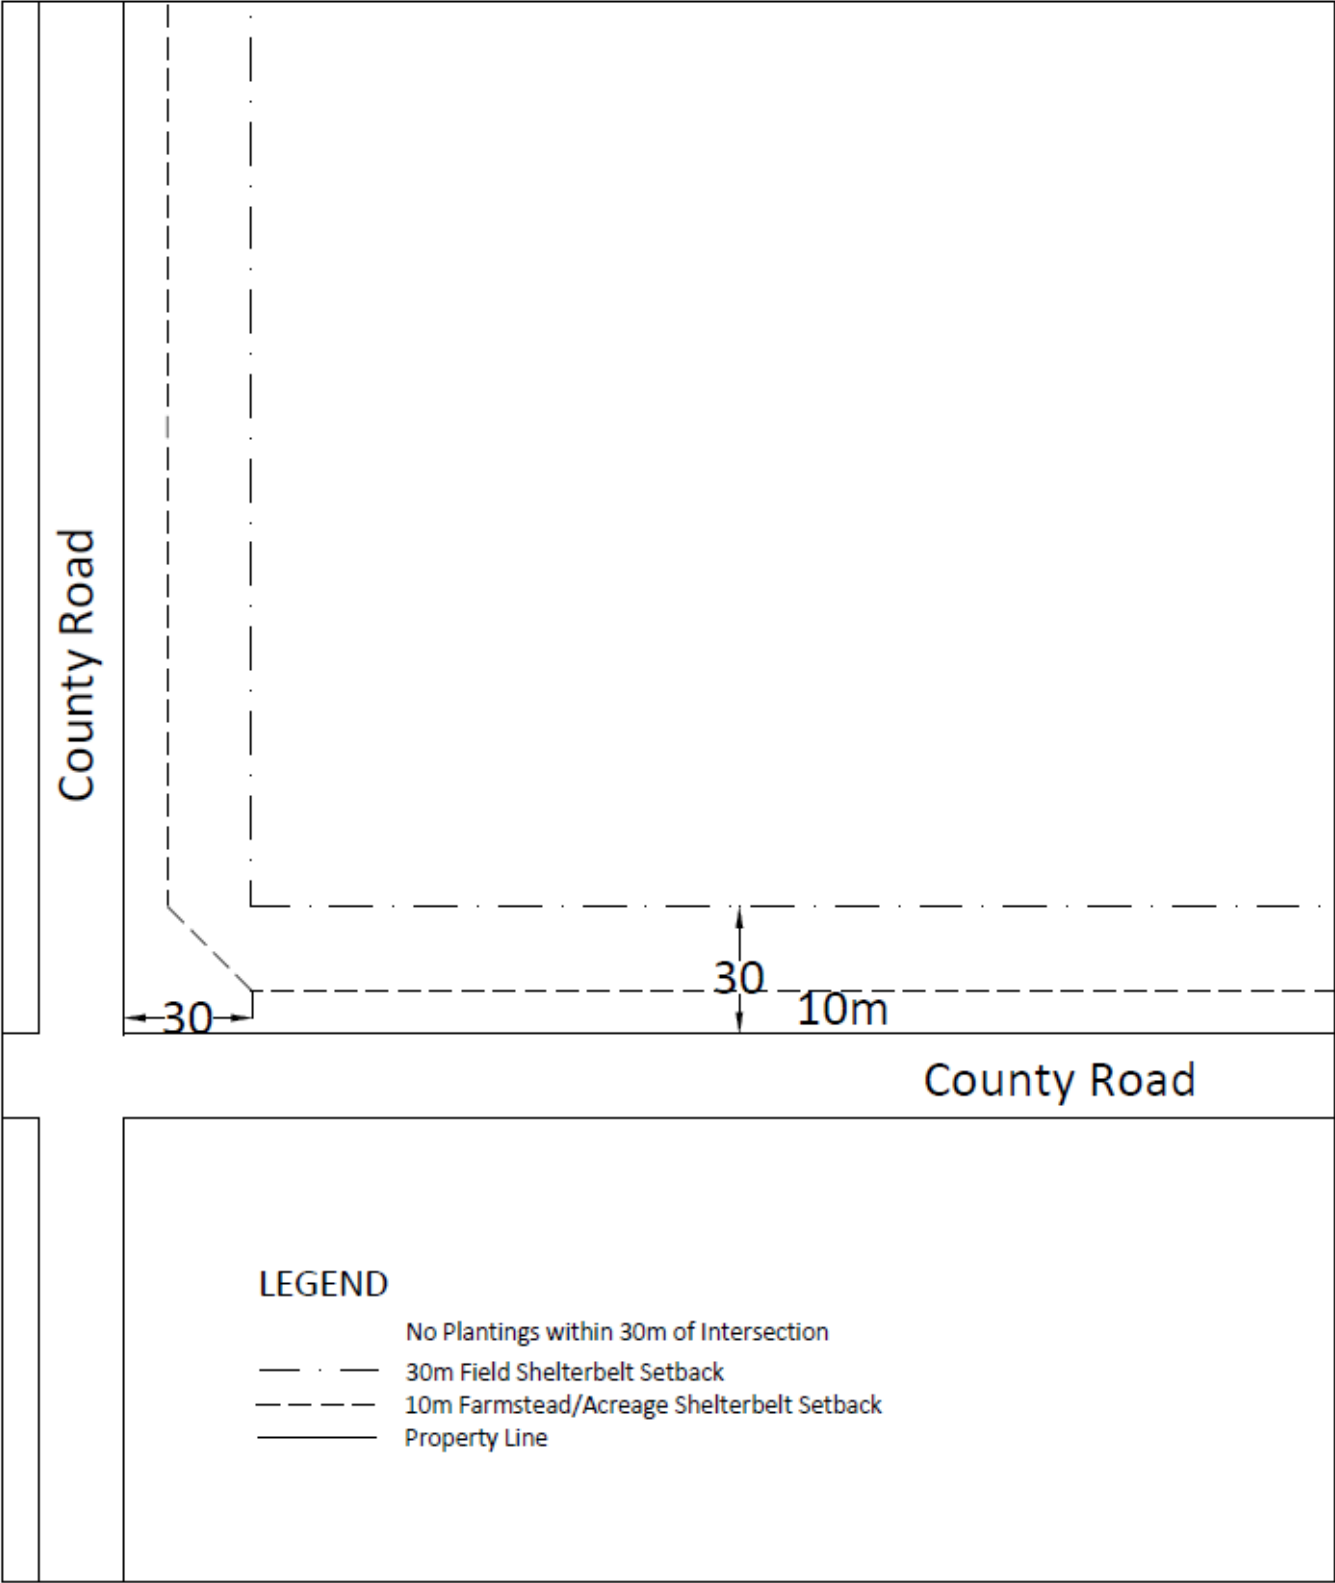 County Road
30
30
10m
County Road
LEGEND
No Plantings within 30m of Intersection
30m Field Shelterbelt Setback
10m Farmstead/Acreage Shelterbelt Setback
Property Line